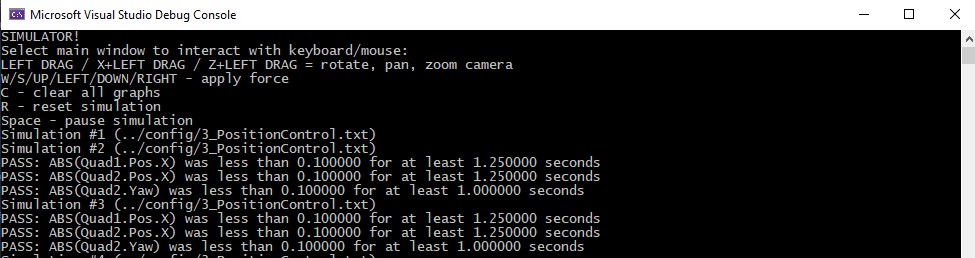 Microsoft Visual Studio Debug Console
SIMULATOR!
Select main window to interact with keyboard/mouse:
LEFT DRAG / X+LEFT DRAG / Z+LEFT DRAG = rotate, pan, zoom camera
W/S/UP/LEFT/DOWN/RIGHT - apply force
C - clear all graphs
R - reset simulation
Space - pause simulation
Simulation #1 (../config/3_PositionControl.txt)
Simulation #2 (../config/3_PositionControl.txt)
PASS: ABS(Quad1.Pos.X) was less than 0.100000 for at least 1.250000 seconds
PASS: ABS(Quad2.Pos.X) was less than 0.100000 for at least 1.250000 seconds
PASS: ABS(Quad2.Yaw) was less than 0.100000 for at least 1.000000 seconds
Simulation #3 (../config/3_PositionControl.txt)
PASS: ABS(Quad1.Pos.X) was less than 0.100000 for at least 1.250000 seconds
PASS: ABS(Quad2.Pos.X) was less than 0.100000 for at least 1.250000 seconds
PASS: ABS(Quad2.Yaw) was less than 0.100000 for at least 1.000000 seconds
Simulation #4 (../config/3_PositionControl.txt)